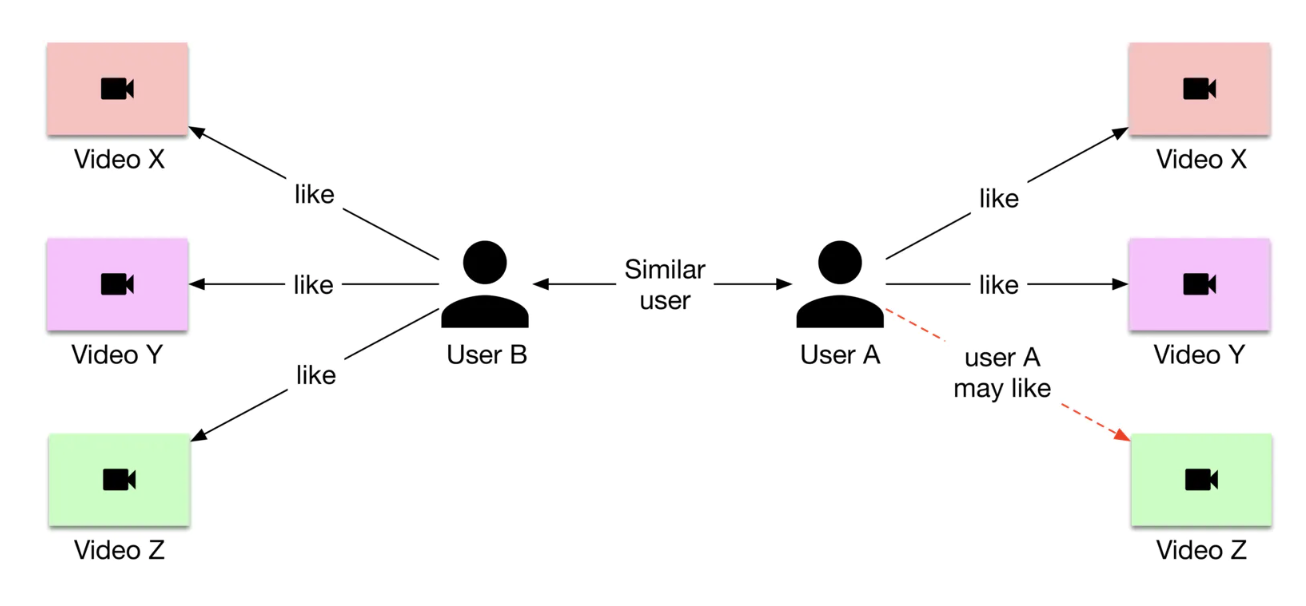 Video X
like
Video Y
like
Video Z
like
User B
Similar
user
User A
like
Video X
like
Video Y
user A
may like
Video Z